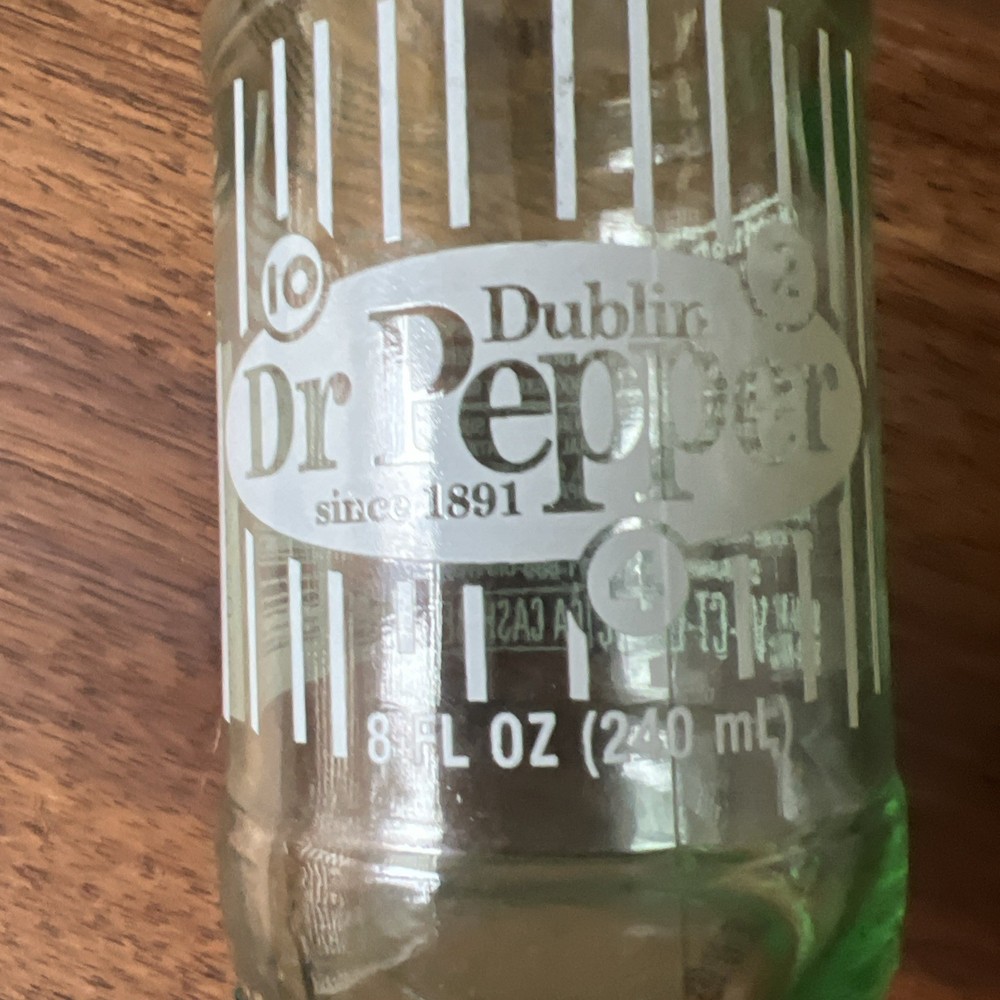 10
2
Dublin
Dr Pepper
since 1891
4
8 FL OZ (240 mL)